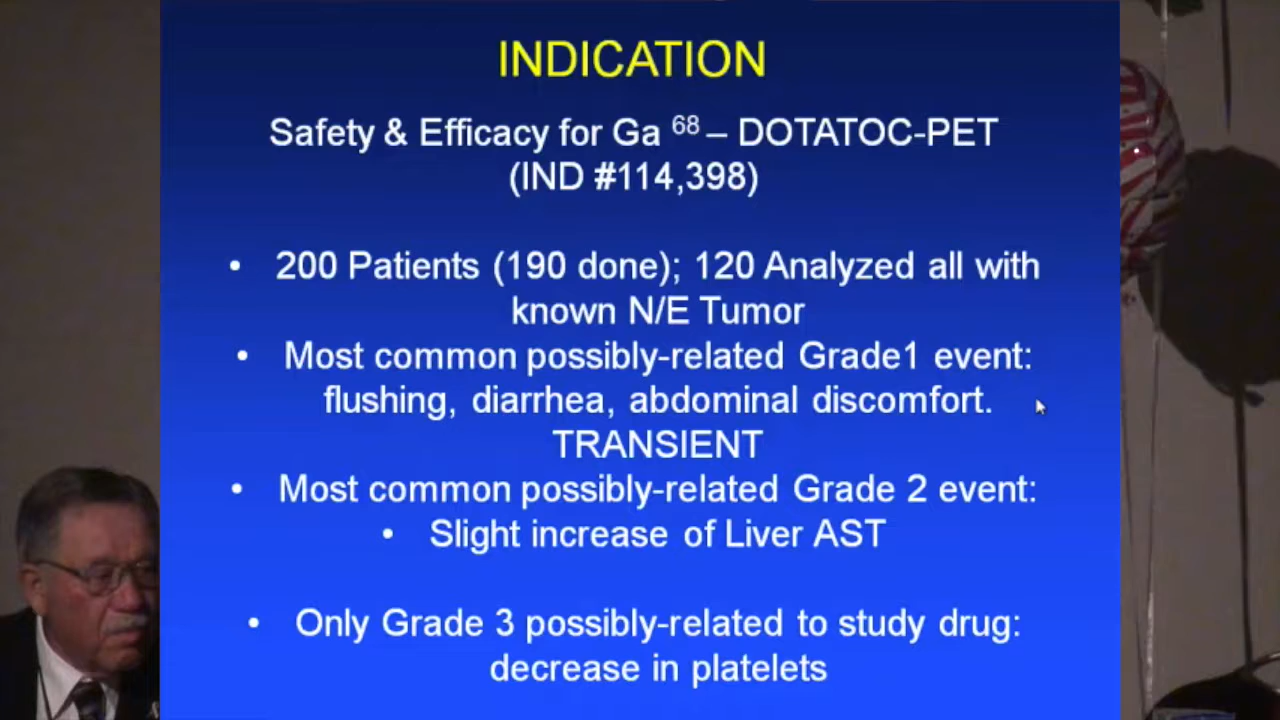 INDICATION
Safety & Efficacy for Ga 68 – DOTATOC-PET
(IND #114,398)
• 200 Patients (190 done); 120 Analyzed all with
known N/E Tumor
• Most common possibly-related Grade1 event:
flushing, diarrhea, abdominal discomfort.
TRANSIENT
• Most common possibly-related Grade 2 event:
• Slight increase of Liver AST
• Only Grade 3 possibly-related to study drug:
decrease in platelets